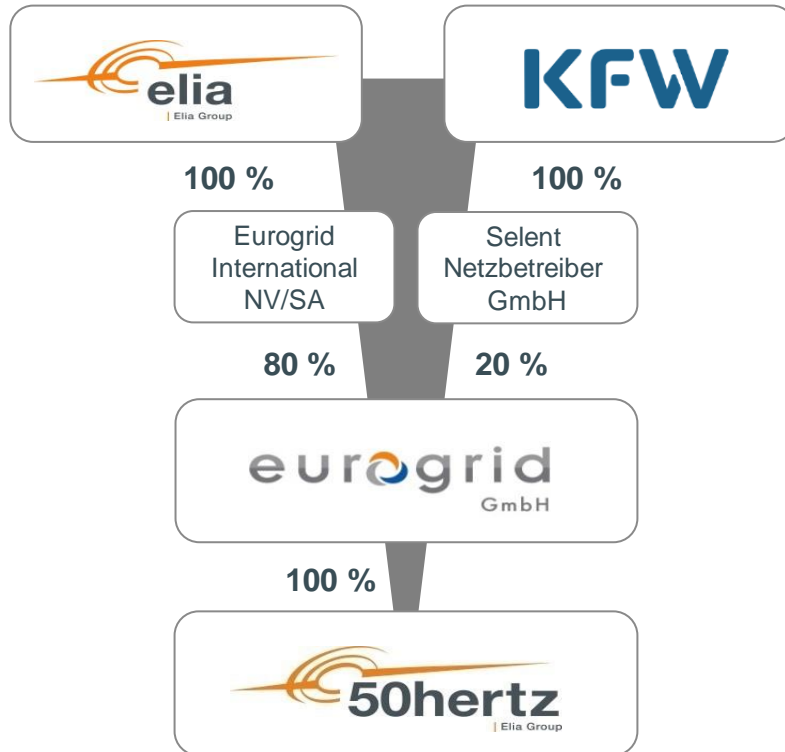 elia
| Elia Group
KFW
100 %
100 %
Eurogrid
International
NV/SA
Selent
Netzbetreiber
GmbH
80 %
20 %
eurogrid
GmbH
100 %
50hertz
| Elia Group